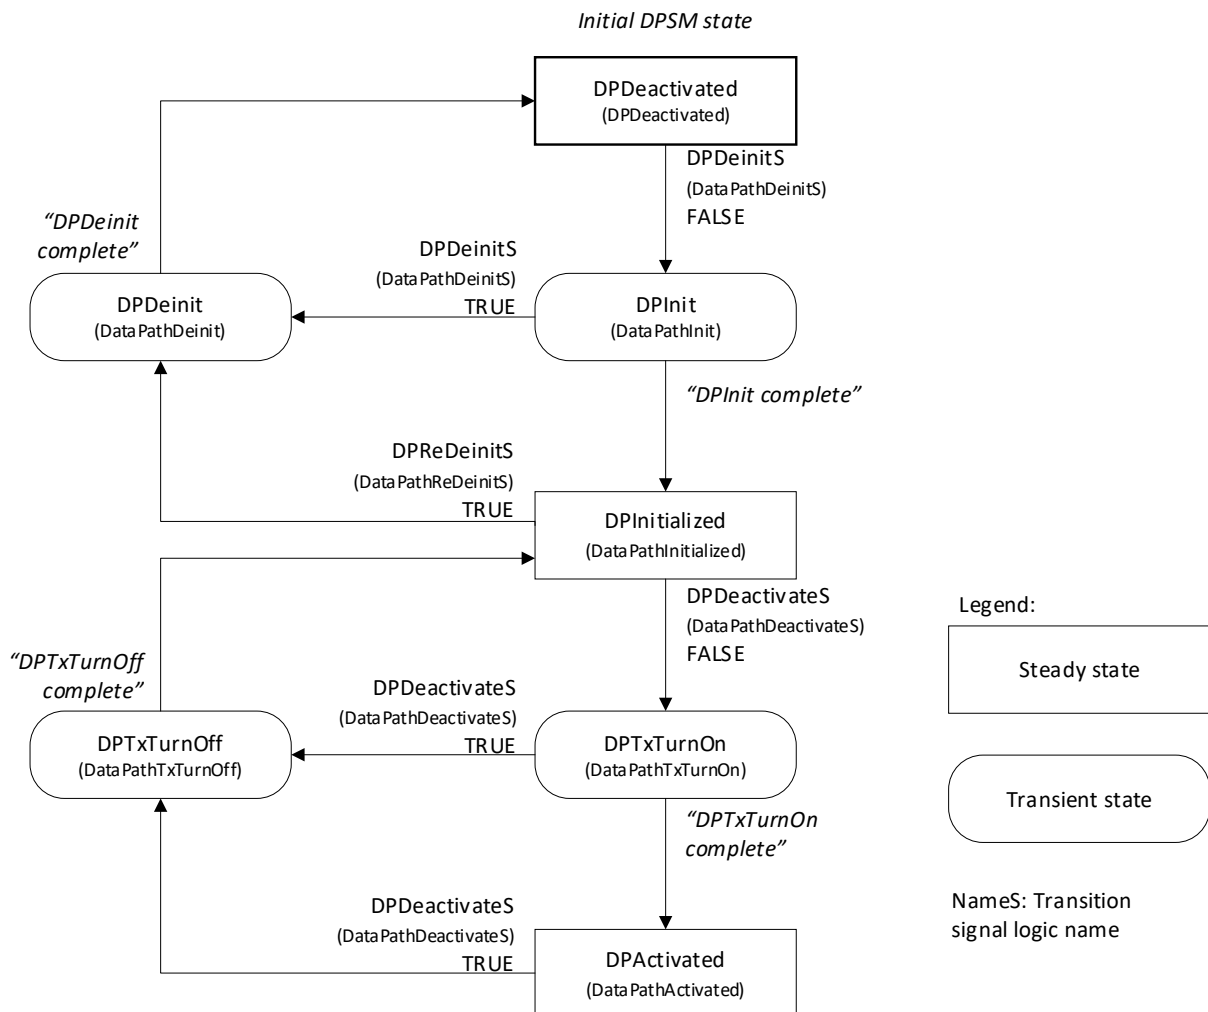 Initial DPSM state
DPDeactivated
(DPDeactivated)
DPDeinitS
(DataPathDeinitS)
FALSE
“DPDeinit
complete”
DPDeinitS
(DataPathDeinitS)
TRUE
DPDeinit
(DataPathDeinit)
DPInit
(DataPathInit)
“DPInit complete”
DPReDeinitS
(DataPathReDeinitS)
TRUE
DPInitialized
(DataPathInitialized)
DPDeactivateS
(DataPathDeactivateS)
FALSE
“DPTxTurnOff
complete”
DPDeactivateS
(DataPathDeactivateS)
TRUE
DPTxTurnOff
(DataPathTxTurnOff)
DPTxTurnOn
(DataPathTxTurnOn)
“DPTxTurnOn
complete”
DPDeactivateS
(DataPathDeactivateS)
TRUE
DPActivated
(DataPathActivated)
Legend:
Steady state
Transient state
NameS: Transition
signal logic name